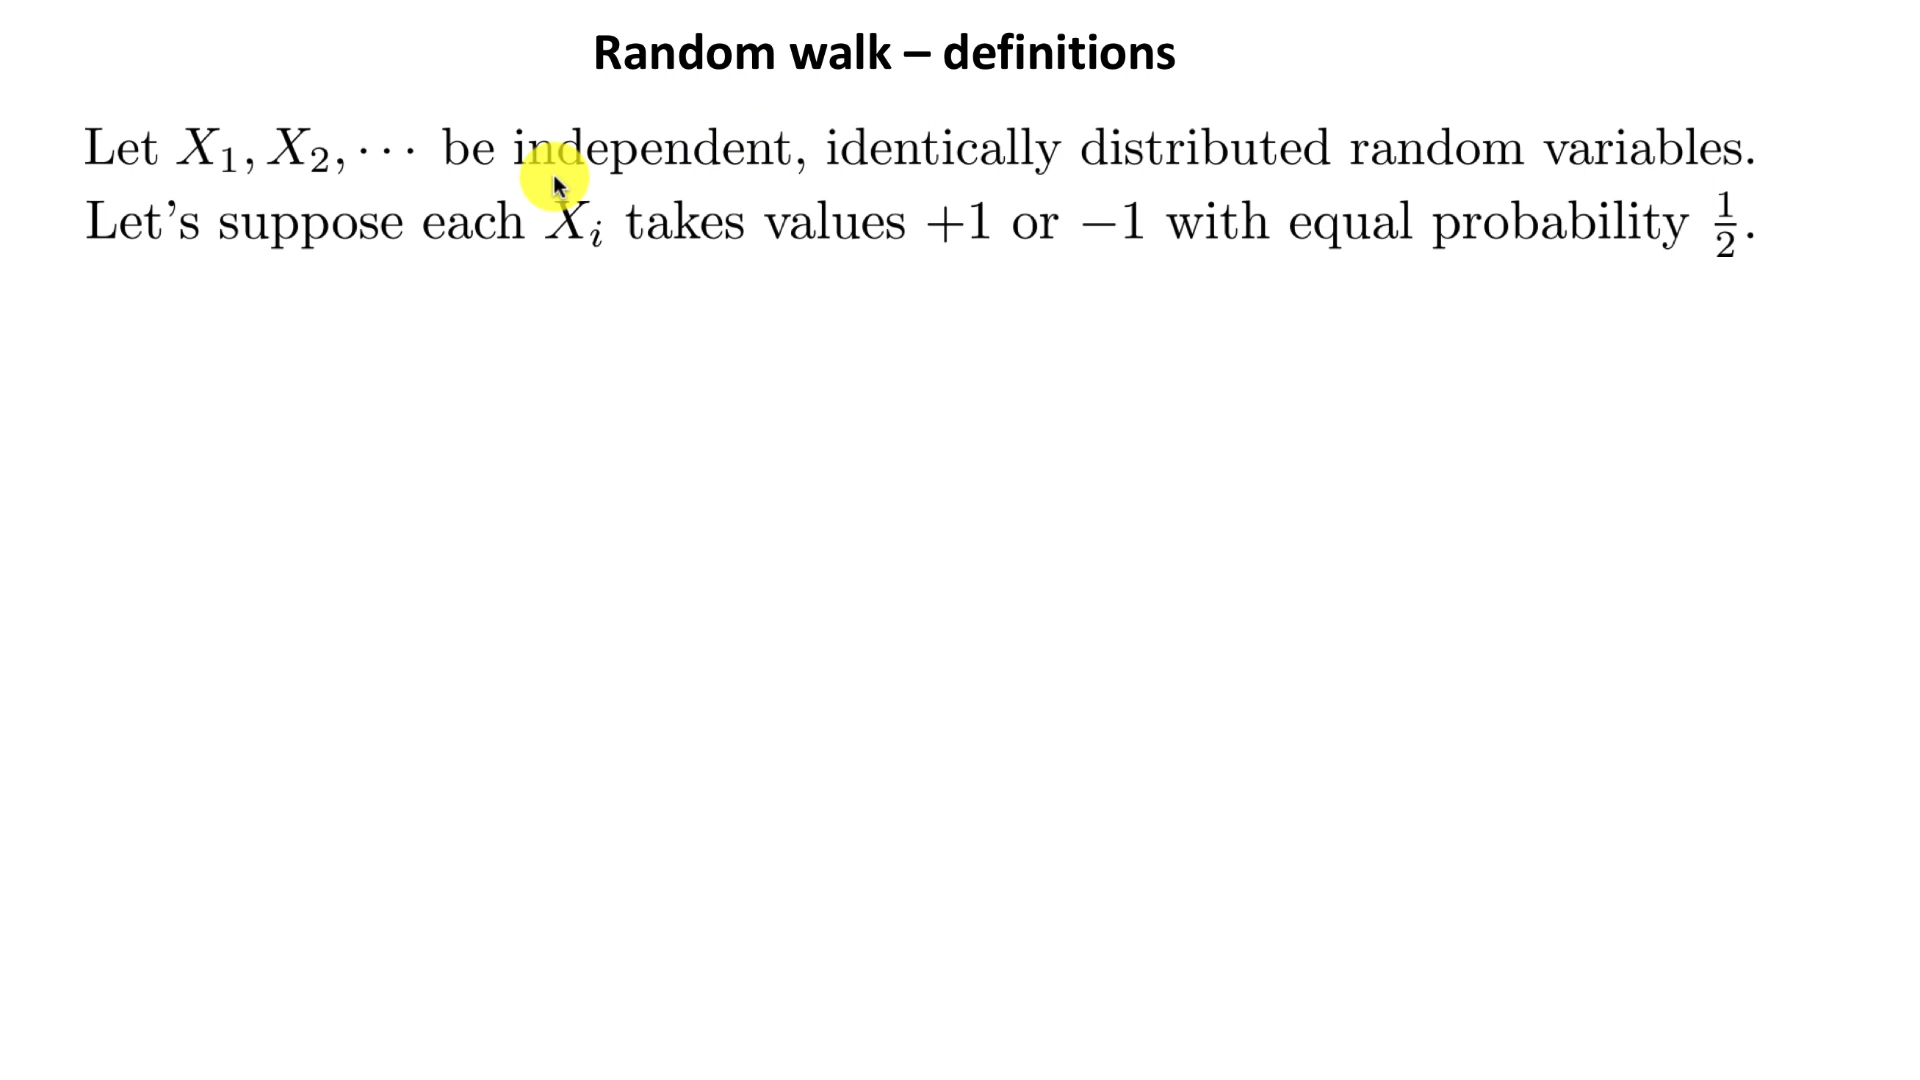 Random walk – definitions
Let X₁, X₂, ⋯ be independent, identically distributed random variables.
Let’s suppose each Xᵢ takes values +1 or −1 with equal probability ½.